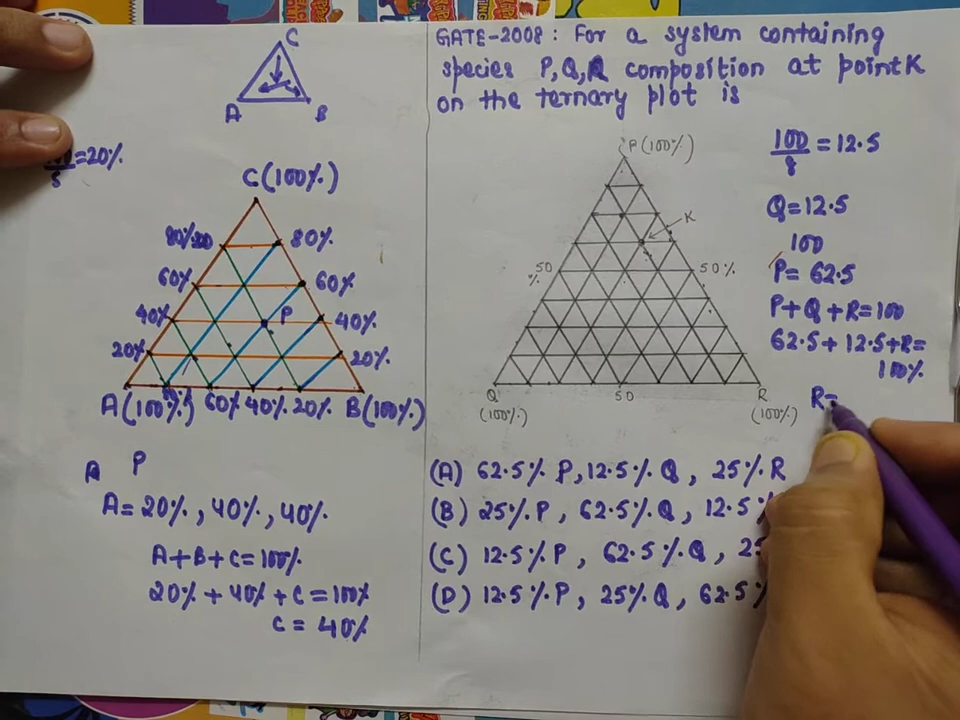 C
A
B
=20%
5
C(100%)
80%
80%
60%
60%
40%
P
40%
20%
20%
A(100%) 60% 40% 20% B(100%)
A P
A=20%, 40%, 40%
A+B+C=100%
20% + 40% + C = 100%
C = 40%
GATE-2008: For a system containing
species P,Q,R composition at point K
on the ternary plot is
P(100%)
K
50
%
50%
Q
(100%)
50
R
(100%)
100/8 = 12.5
Q=12.5
100
P= 62.5
P+Q+R=100
62.5+12.5+R=
100%
R=
(A) 62.5% P, 12.5% Q, 25% R
(B) 25% P, 62.5% Q, 12.5%
(C) 12.5% P, 62.5% Q, 25
(D) 12.5% P, 25% Q, 62.5%